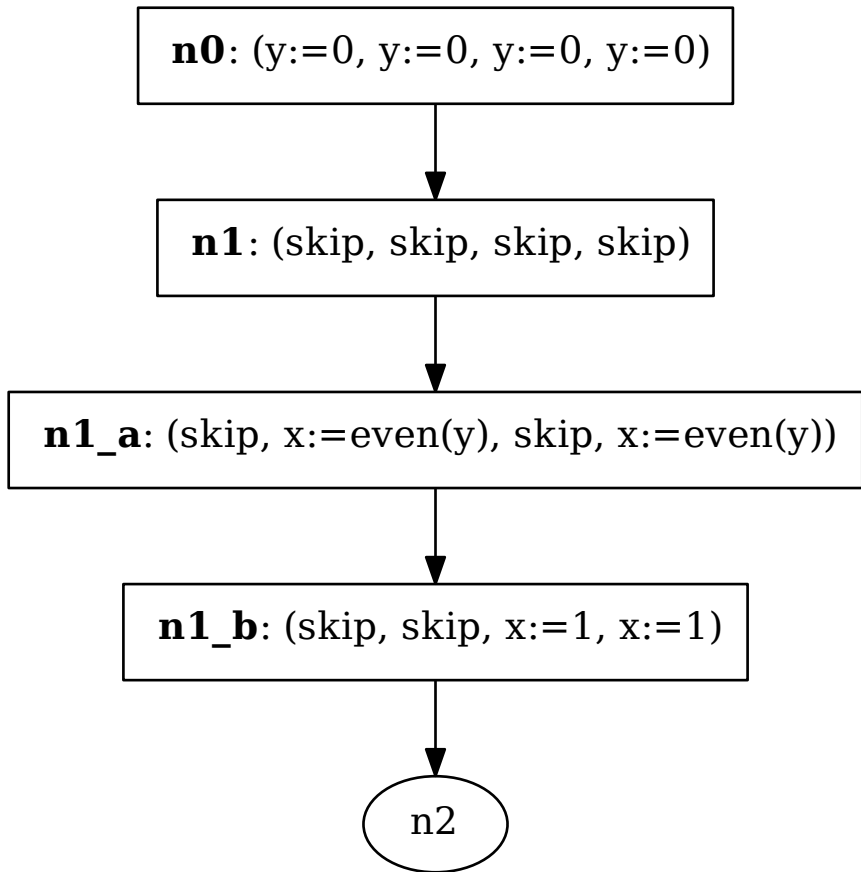 n0: (y:=0, y:=0, y:=0, y:=0)
n1: (skip, skip, skip, skip)
n1_a: (skip, x:=even(y), skip, x:=even(y))
n1_b: (skip, skip, x:=1, x:=1)
n2